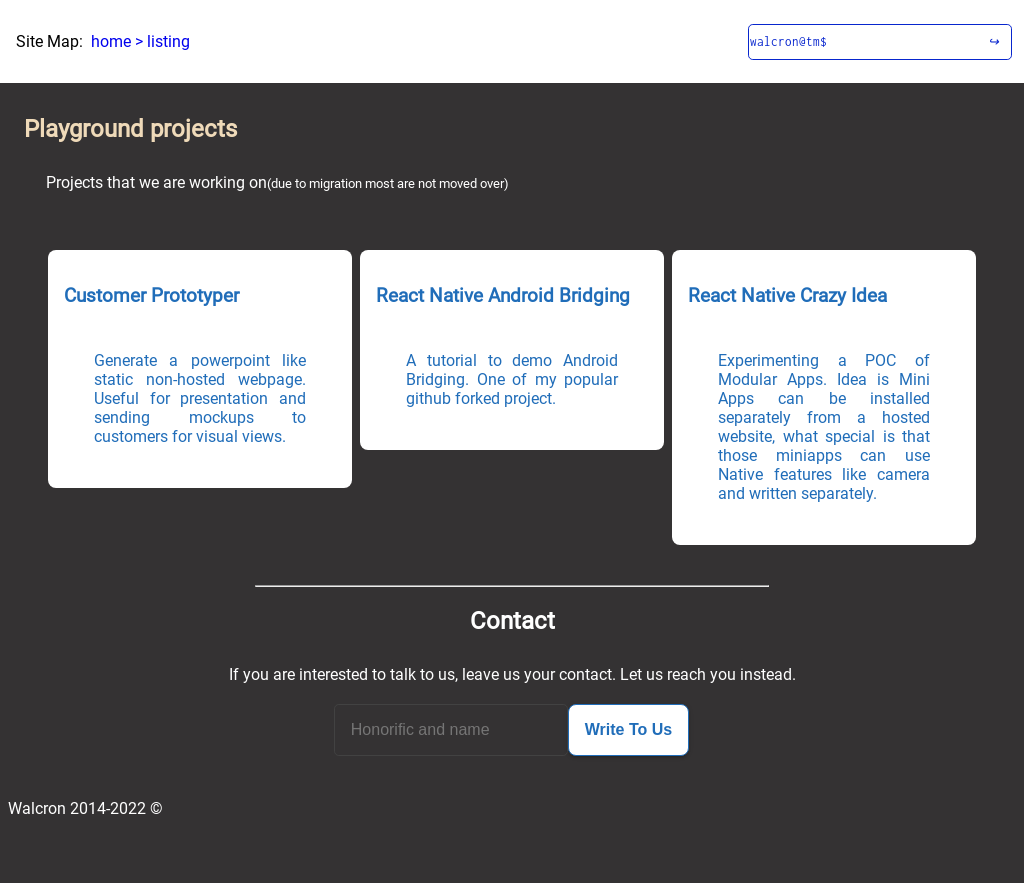 Site Map: home > listing
walcron@tm$ ↪
Playground projects
Projects that we are working on(due to migration most are not moved over)
Customer Prototyper
Generate a powerpoint like
static non-hosted webpage.
Useful for presentation and
sending mockups to
customers for visual views.
React Native Android Bridging
A tutorial to demo Android
Bridging. One of my popular
github forked project.
React Native Crazy Idea
Experimenting a POC of
Modular Apps. Idea is Mini
Apps can be installed
separately from a hosted
website, what special is that
those miniapps can use
Native features like camera
and written separately.
Contact
If you are interested to talk to us, leave us your contact. Let us reach you instead.
Honorific and name
Write To Us
Walcron 2014-2022 ©